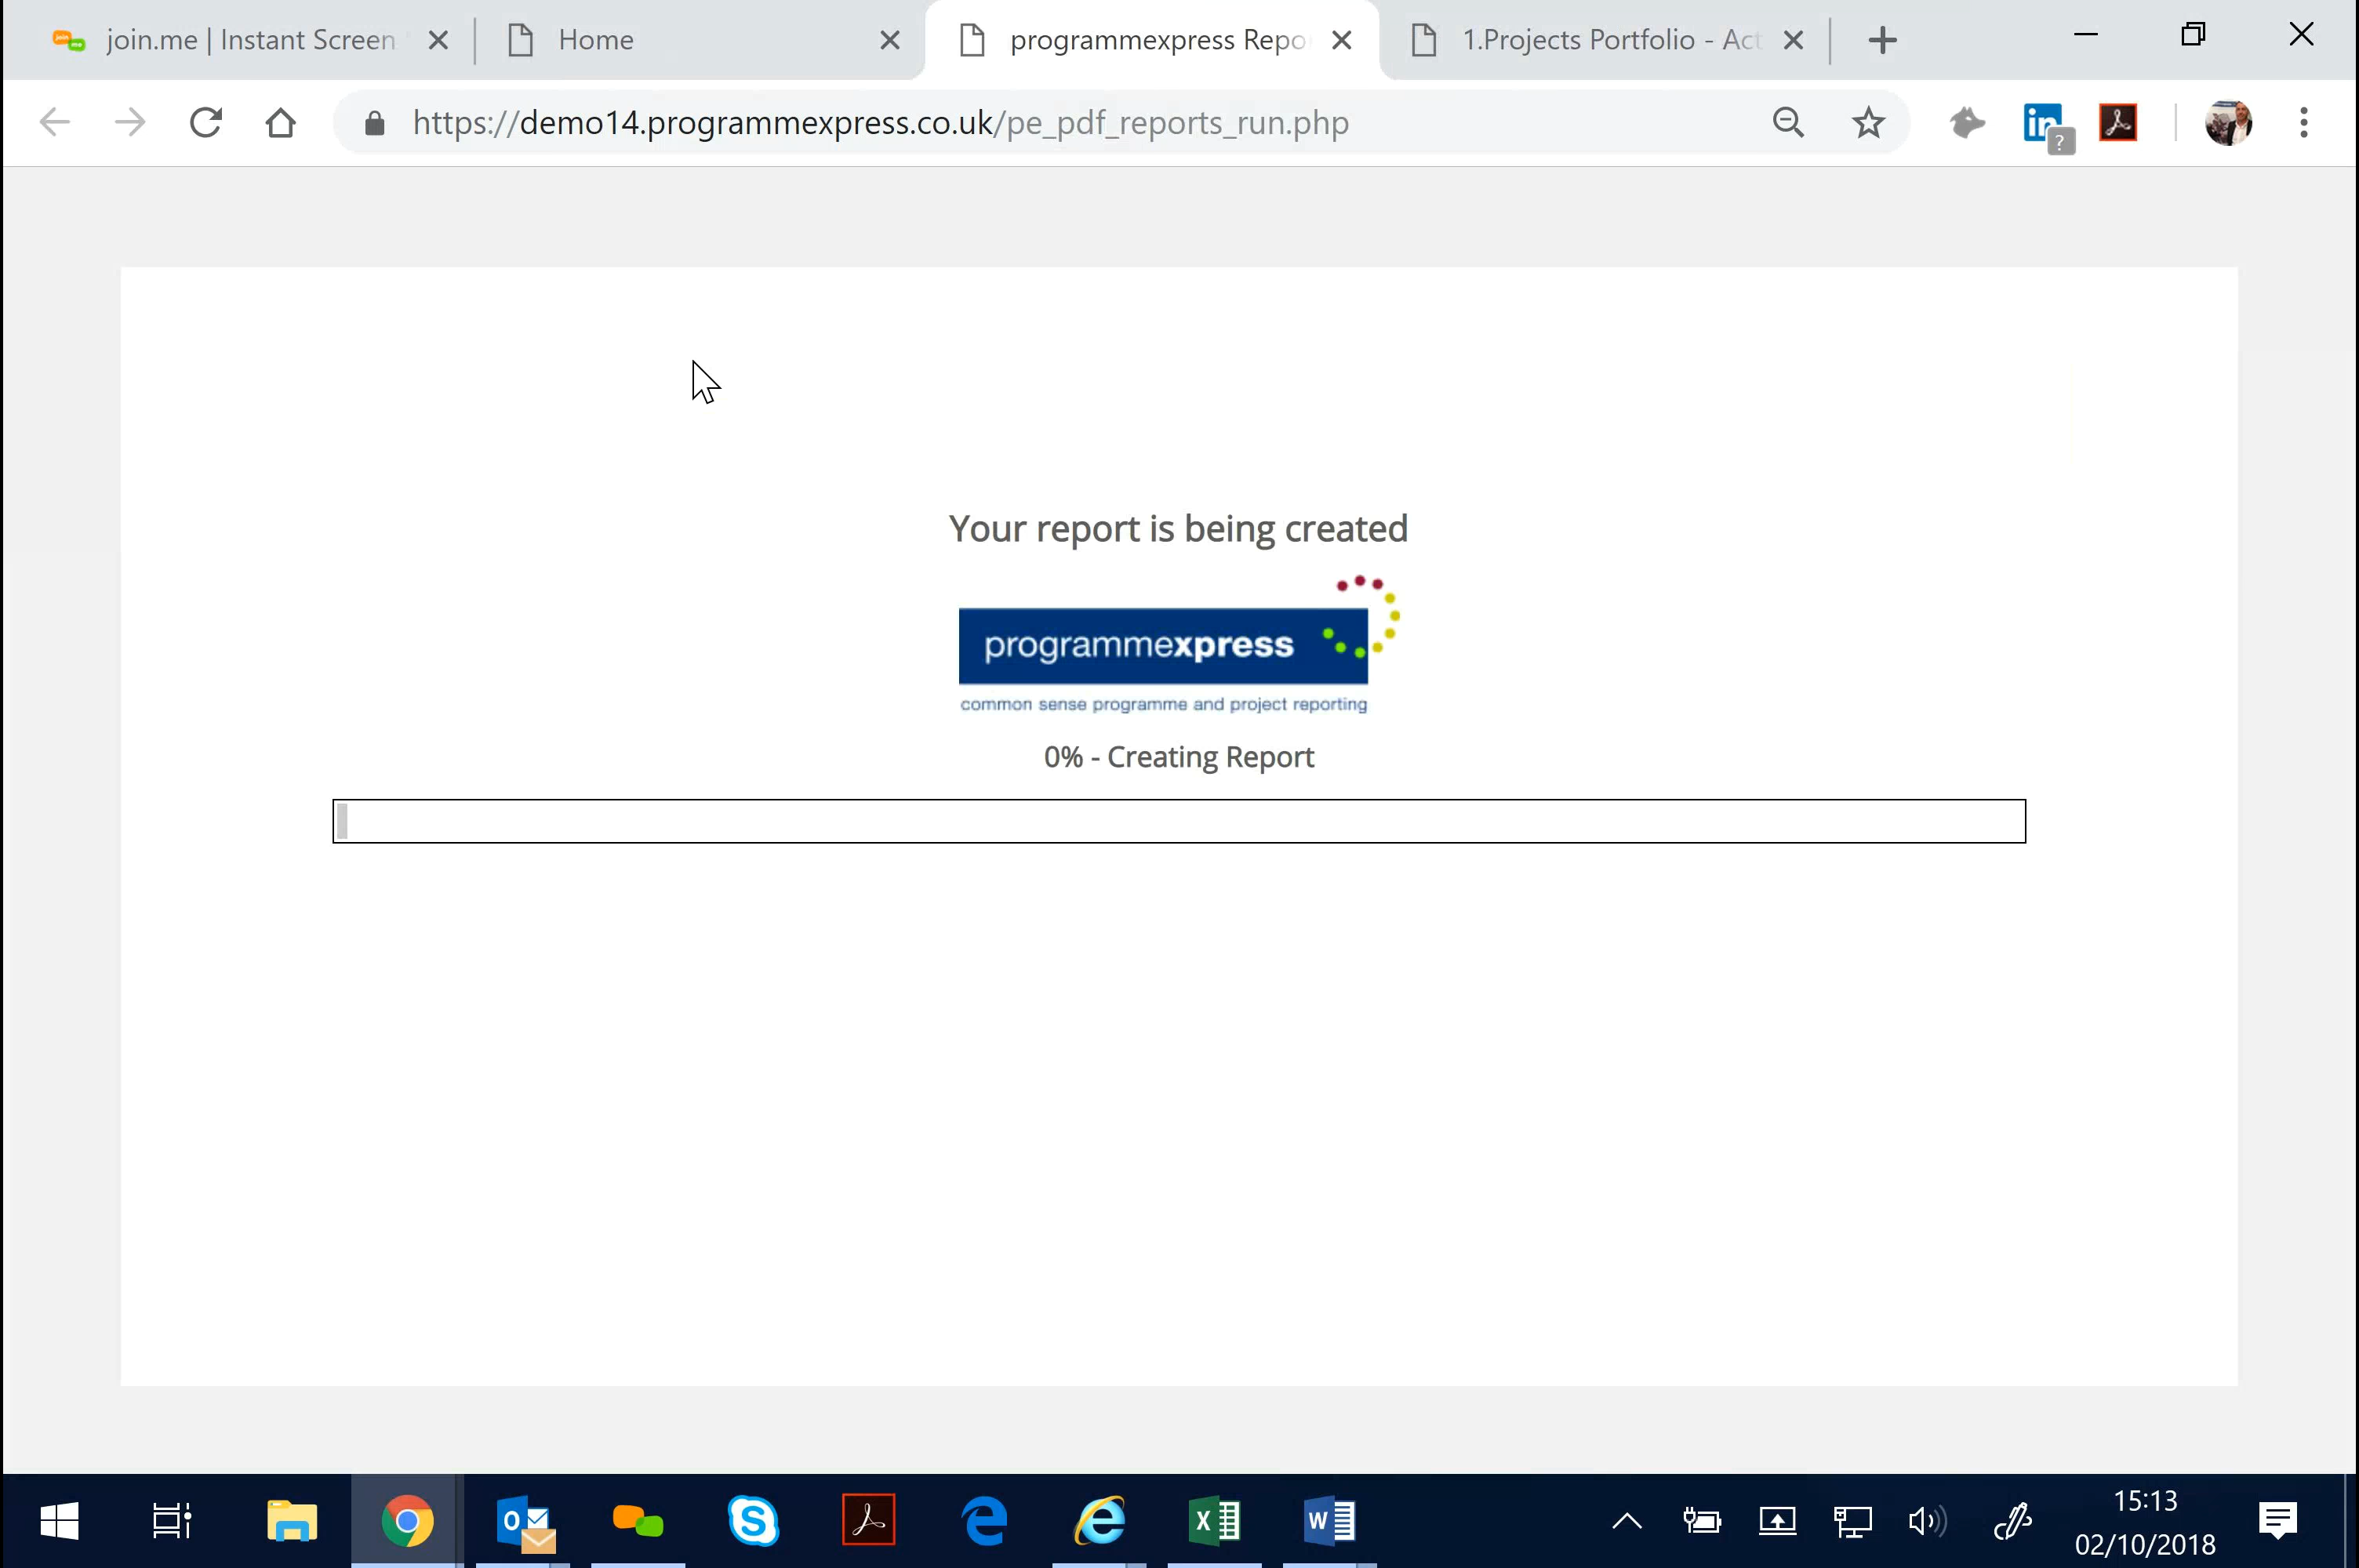 join.me | Instant Screen
Home
programmexpress Repo
1.Projects Portfolio - Act
https://demo14.programmexpress.co.uk/pe_pdf_reports_run.php
in
?
Your report is being created
programmexpress
common sense programme and project reporting
0% - Creating Report
15:13
02/10/2018